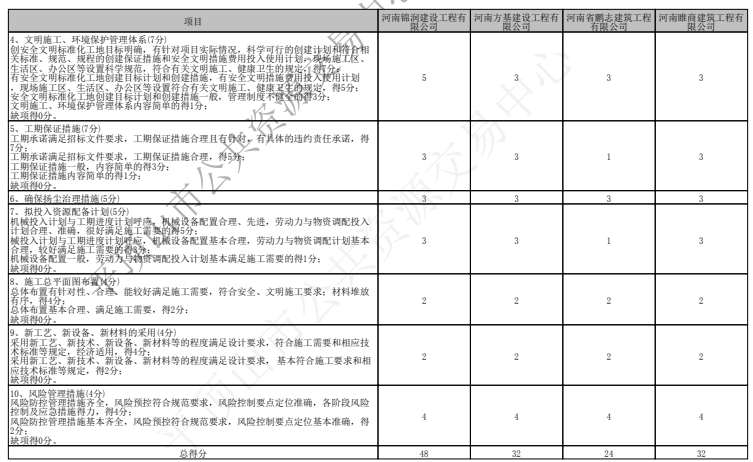 项目 河南锦润建设工程有限公司 河南方基建设工程有限公司 河南省鹏志建筑工程有限公司 河南雎商建筑工程有限公司
4、文明施工、环境保护管理体系(7分)
创安全文明标准化工地目标明确，有针对项目实际情况，科学可行的创建计划和符合相
关标准、规范、规程的创建保证措施和安全文明措施费用投入使用计划，现场施工区、
生活区、办公区等设置科学规范，符合有关文明施工、健康卫生的规定，得7分；
有安全文明标准化工地创建目标计划和创建措施，有安全文明措施费用投入使用计划
，现场施工区、生活区、办公区等设置符合有关文明施工、健康卫生的规定，得5分；
安全文明标准化工地创建目标计划和创建措施一般，管理制度不健全的得3分；
文明施工、环境保护管理体系内容简单的得1分；
缺项得0分。
5 3 3 3
5、工期保证措施(7分)
工期承诺满足招标文件要求，工期保证措施合理且有针对，有具体的违约责任承诺，得
7分；
工期承诺满足招标文件要求，工期保证措施合理，得5分；
工期保证措施一般，内容简单的得3分；
工期保证措施内容简单的得1分；
缺项得0分。
3 3 1 3
6、确保扬尘治理措施(5分) 3 3 3 3
7、拟投入资源配备计划(5分)
机械投入计划与工期进度计划呼应，机械设备配置合理、先进，劳动力与物资调配投入
计划合理、准确，很好满足施工需要的得5分；
械投入计划与工期进度计划呼应，机械设备配置基本合理，劳动力与物资调配计划基本
合理，较好满足施工需要的得3分；
机械设备配置一般，劳动力与物资调配投入计划基本满足施工需要的得1分；
缺项得0分。
3 3 1 3
8、施工总平面图布置(4分)
总体布置有针对性、合理、能较好满足施工需要，符合安全、文明施工要求；材料堆放
有序，得4分；
总体布置基本合理、满足施工需要，得2分；
缺项得0分。
2 2 2 2
9、新工艺、新设备、新材料的采用(4分)
采用新工艺、新技术、新设备、新材料等的程度满足设计要求，符合施工需要和相应技
术标准等规定，经济适用，得4分；
采用新工艺、新技术、新设备、新材料等的程度满足设计要求， 基本符合施工要求和相
应技术标准等规定，得2分；
缺项得0分。
2 2 2 2
10、风险管理措施(4分)
风险防控管理措施齐全，风险预控符合规范要求，风险控制要点定位准确，各阶段风险
控制及应急措施得力，得4分；
风险防控管理措施基本齐全，风险预控符合规范要求，风险控制要点定位基本准确，得
2分；
缺项得0分。
4 4 4 4
总得分 48 32 24 32
平顶山市公共资源交易中心
平顶山市公共资源交易中心